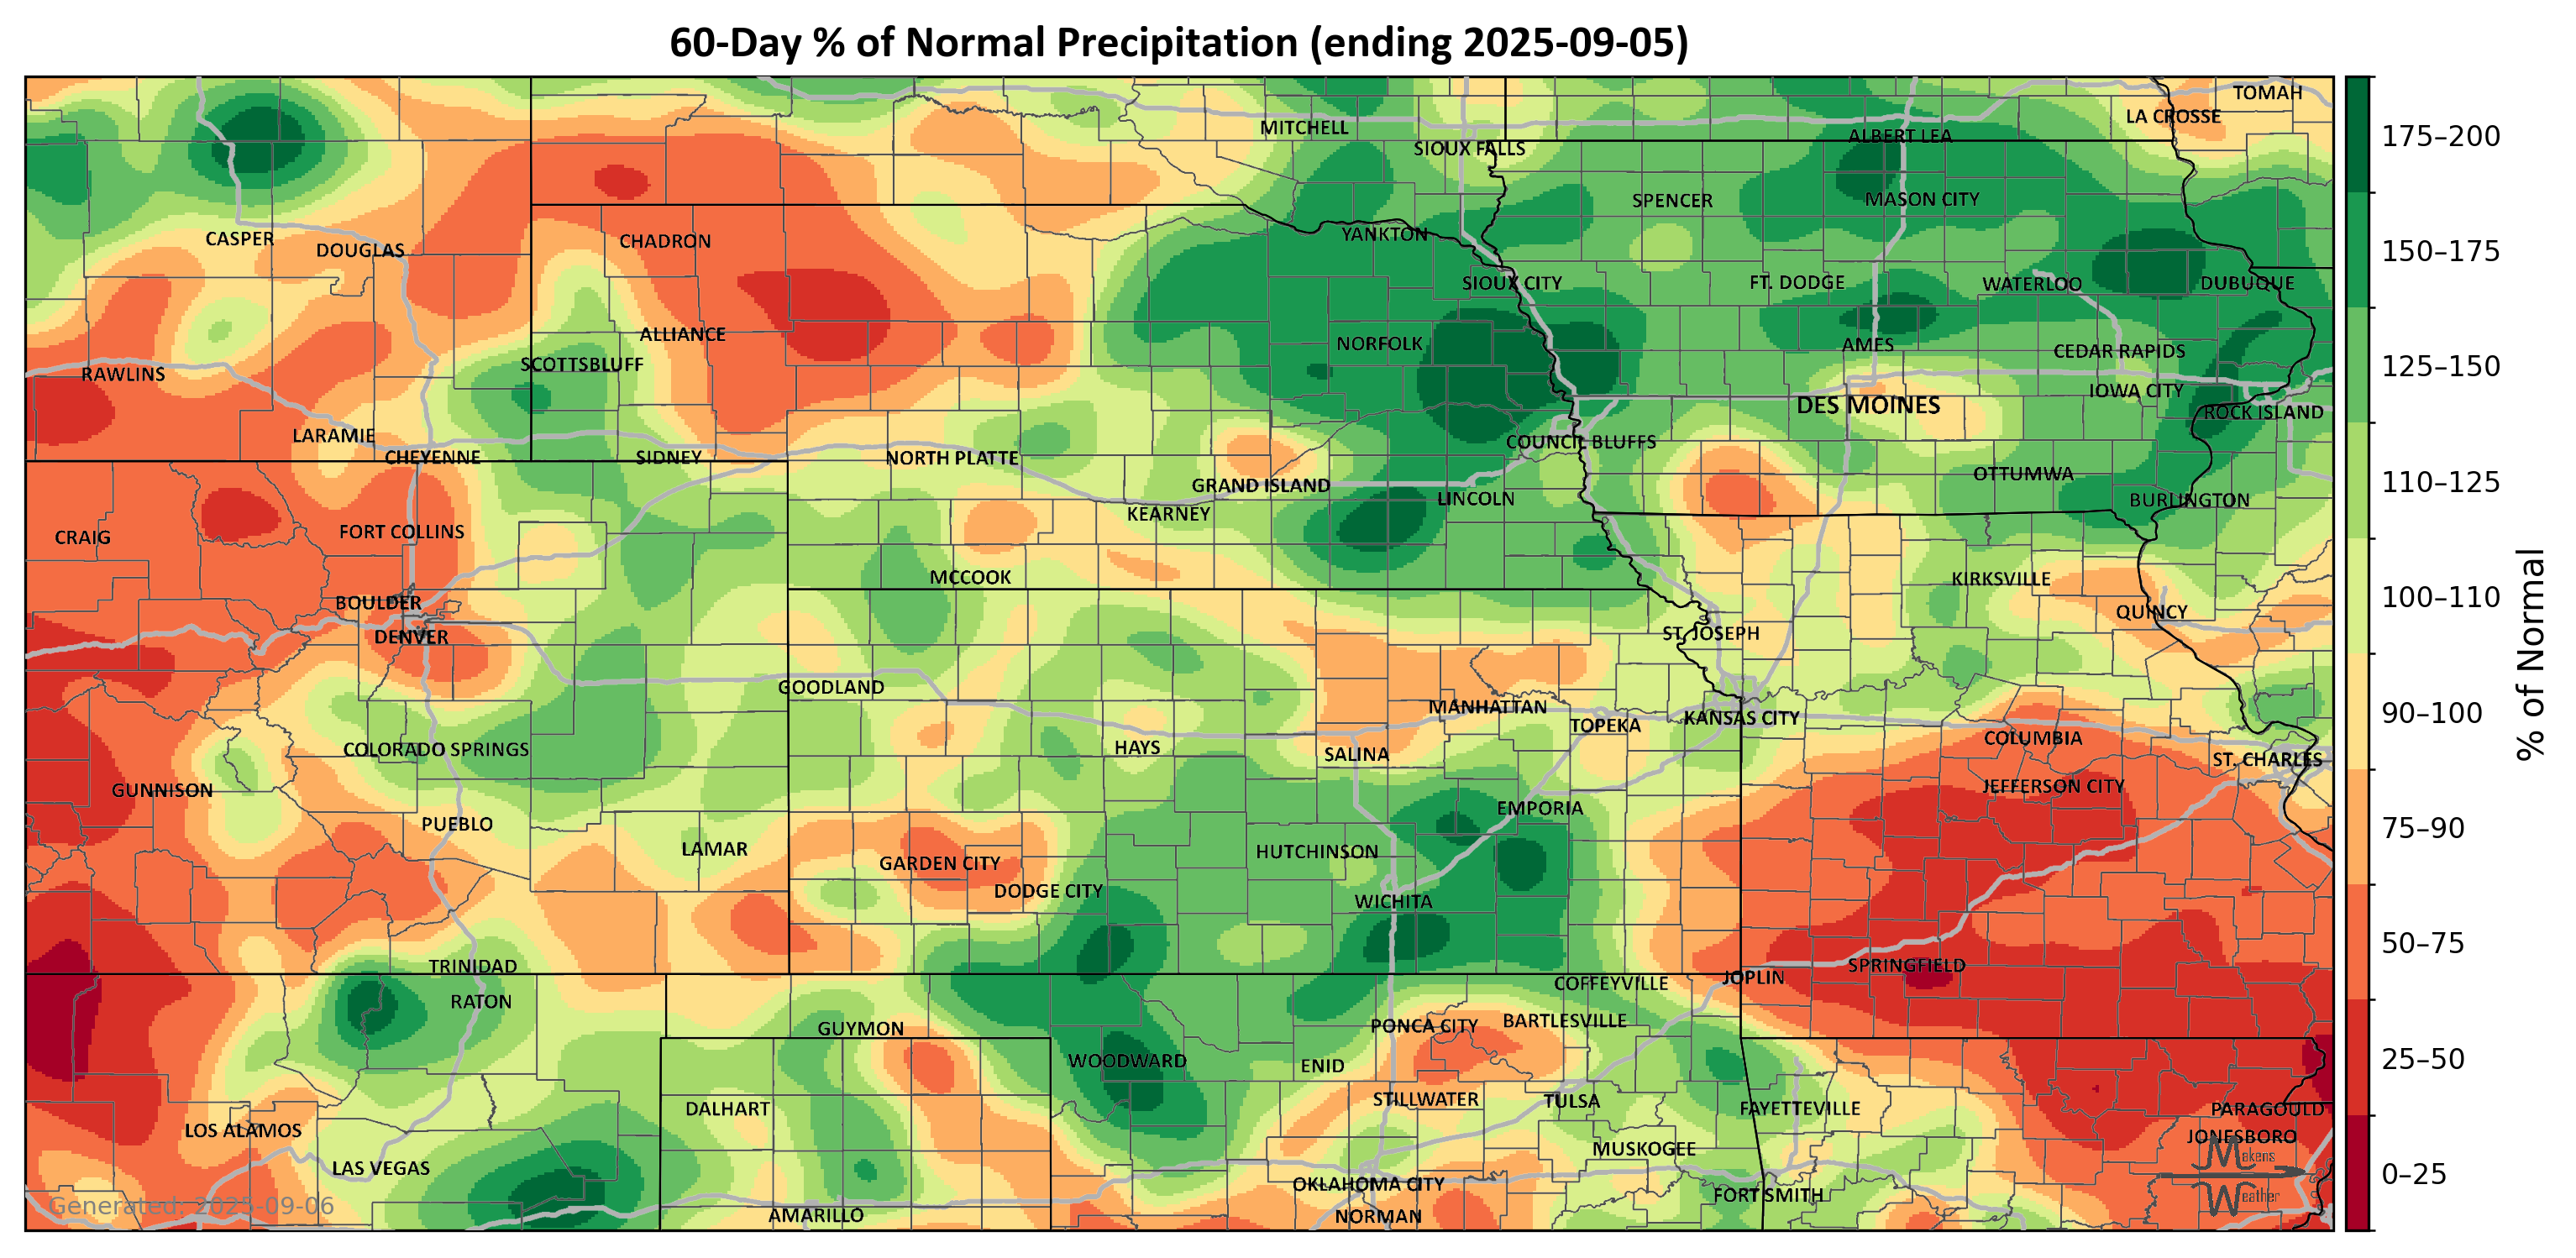 60-Day % of Normal Precipitation (ending 2025-09-05)
TOMAH
LA CROSSE
MITCHELL
ALBERT LEA
SIOUX FALLS
SPENCER
MASON CITY
CASPER
DOUGLAS
CHADRON
YANKTON
SIOUX CITY
FT. DODGE
WATERLOO
DUBUQUE
ALLIANCE
NORFOLK
AMES
CEDAR RAPIDS
SCOTTSBLUFF
RAWLINS
IOWA CITY
DES MOINES
ROCK ISLAND
LARAMIE
COUNCIL BLUFFS
CHEYENNE
SIDNEY
NORTH PLATTE
OTTUMWA
GRAND ISLAND
LINCOLN
BURLINGTON
KEARNEY
CRAIG
FORT COLLINS
MCCOOK
KIRKSVILLE
BOULDER
QUINCY
DENVER
ST. JOSEPH
GOODLAND
MANHATTAN
TOPEKA
KANSAS CITY
COLUMBIA
COLORADO SPRINGS
HAYS
SALINA
ST. CHARLES
GUNNISON
JEFFERSON CITY
EMPORIA
PUEBLO
LAMAR
HUTCHINSON
GARDEN CITY
DODGE CITY
WICHITA
TRINIDAD
SPRINGFIELD
JOPLIN
COFFEYVILLE
RATON
GUYMON
PONCA CITY
BARTLESVILLE
WOODWARD
ENID
STILLWATER
TULSA
DALHART
FAYETTEVILLE
PARAGOULD
LOS ALAMOS
JONESBORO
MUSKOGEE
LAS VEGAS
OKLAHOMA CITY
FORT SMITH
AMARILLO
NORMAN
Generated: 2025-09-06
Makens
Weather
175–200
150–175
125–150
110–125
100–110
90–100
75–90
50–75
25–50
0–25
% of Normal